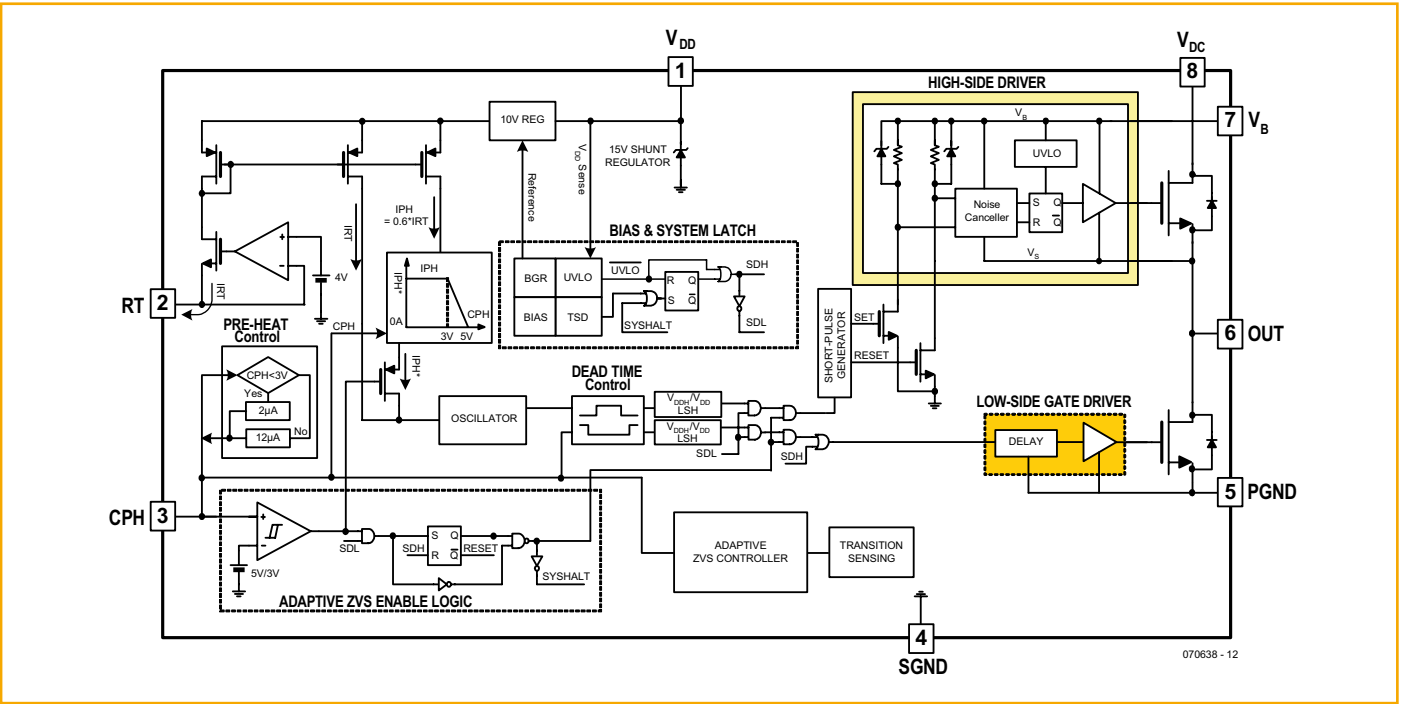 V_DD
1
V_DC
8
HIGH-SIDE DRIVER
V_B
7
V_B
10V REG
15V SHUNT
REGULATOR
V_DD Sense
Reference
UVLO
IPH
= 0.6*IRT
IRT
Noise
Canceller
S Q
R Q̅
V_S
BIAS & SYSTEM LATCH
BGR
UVLO
BIAS
TSD
U̅V̅L̅O̅
R Q
S Q̅
SYSHALT
SDH
SDL
4V
RT
2
IRT
IPH*
IPH
0A
CPH
3V 5V
CPH
IPH*
PRE-HEAT
Control
CPH<3V
Yes
2µA
No
12µA
SHORT-PULSE
GENERATOR
SET
RESET
6
OUT
OSCILLATOR
DEAD TIME
Control
V_DDH/V_DD
LSH
V_DDH/V_DD
LSH
SDL
SDH
LOW-SIDE GATE DRIVER
DELAY
5
PGND
CPH
3
5V/3V
SDL
SDH
S Q
R Q̅
RESET
SYSHALT
ADAPTIVE ZVS ENABLE LOGIC
ADAPTIVE
ZVS CONTROLLER
TRANSITION
SENSING
4
SGND
070638 - 12